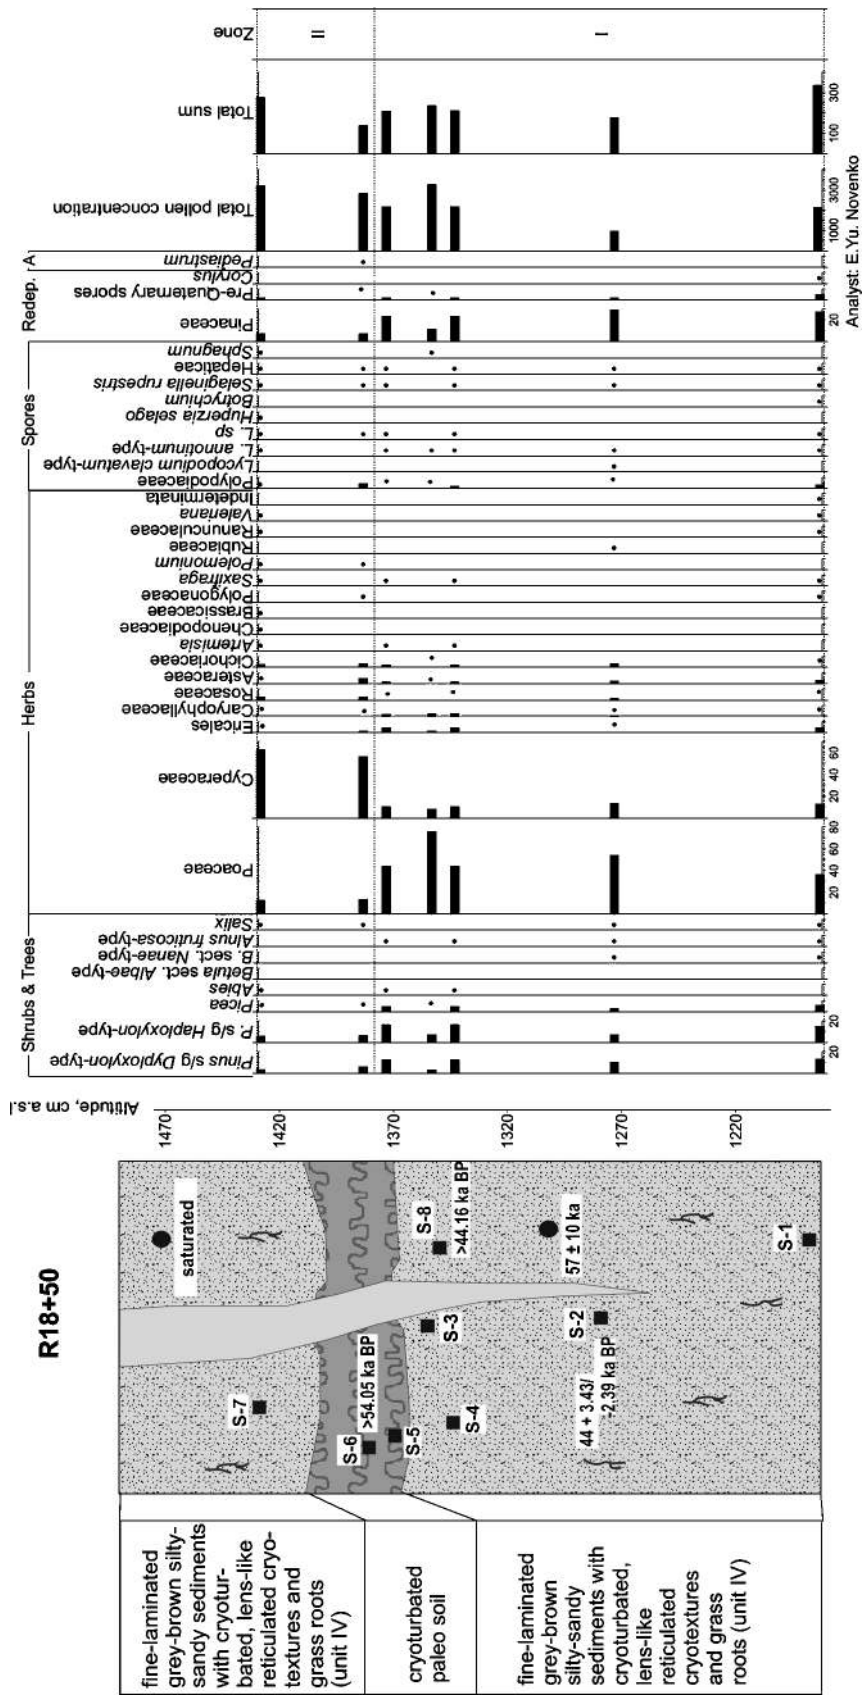 R18+50
fine-laminated
grey-brown silty-
sandy sediments
with cryotur-
bated, lens-like
reticulated cryo-
textures and
grass roots
(unit IV)
cryoturbated
paleo soil
fine-laminated
grey-brown
silty-sandy
sediments with
cryoturbated,
lens-like
reticulated
cryotextures
and grass
roots (unit IV)
saturated
S-7
S-6
>54.05 ka BP
S-5
S-3
S-4
S-8
>44.16 ka BP
57 ± 10 ka
S-2
44 + 3.43/
-2.39 ka BP
S-1
Altitude, cm a.s.l
1470
1420
1370
1320
1270
1220
Shrubs & Trees
Herbs
Spores
Redep.
A
Pinus s/g Dyploxylon-type
P. s/g Haploxylon-type
Picea
Abies
Betula sect. Albae-type
B. sect. Nanae-type
Alnus fruticosa-type
Salix
Poaceae
Cyperaceae
Ericales
Caryophyllaceae
Rosaceae
Asteraceae
Cichoriaceae
Artemisia
Chenopodiaceae
Brassicaceae
Polygonaceae
Saxifraga
Polemonium
Rubiaceae
Ranunculaceae
Valeriana
Indeterminata
Polypodiaceae
Lycopodium clavatum-type
L. annotinum-type
L. sp
Huperzia selago
Botrychium
Selaginella rupestris
Hepaticae
Sphagnum
Pinaceae
Pre-Quaternary spores
Corylus
Pediastrum
Total pollen concentration
Total sum
Zone
II
I
20
20
20 40 60 80
20 40 60
20
1000 3000
100 300
Analyst: E.Yu. Novenko